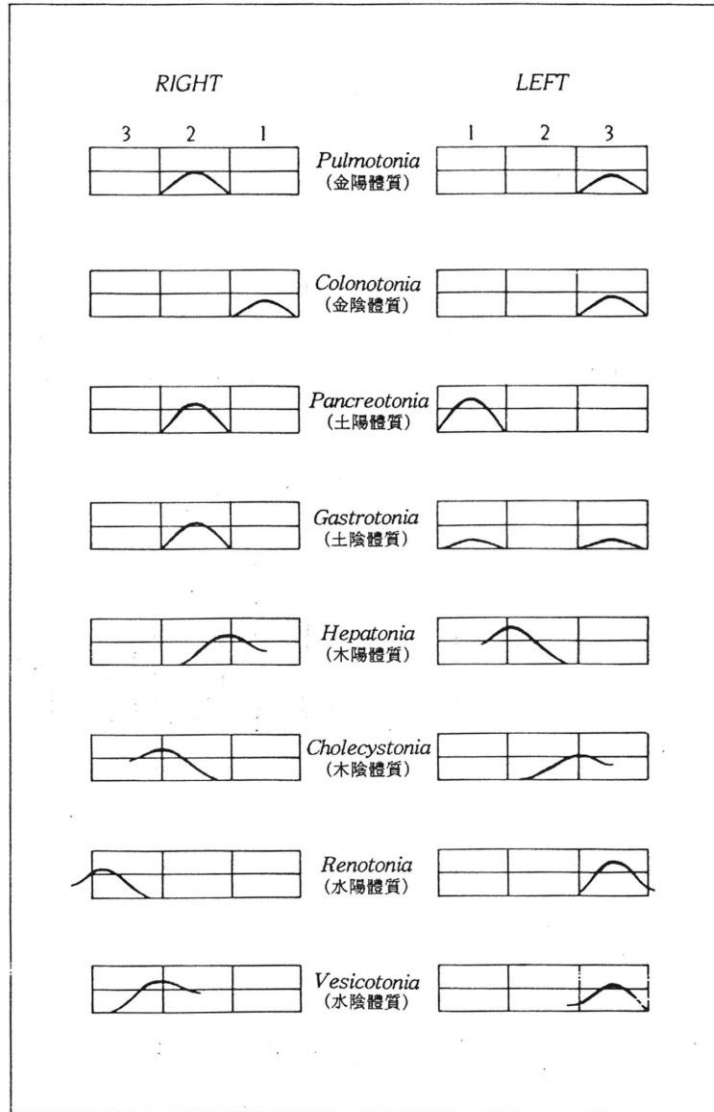 RIGHT LEFT
3 2 1 1 2 3
Pulmotonia
(金陽體質)
Colonotonia
(金陰體質)
Pancreotonia
(土陽體質)
Gastrotonia
(土陰體質)
Hepatonia
(木陽體質)
Cholecystonia
(木陰體質)
Renotonia
(水陽體質)
Vesicotonia
(水陰體質)